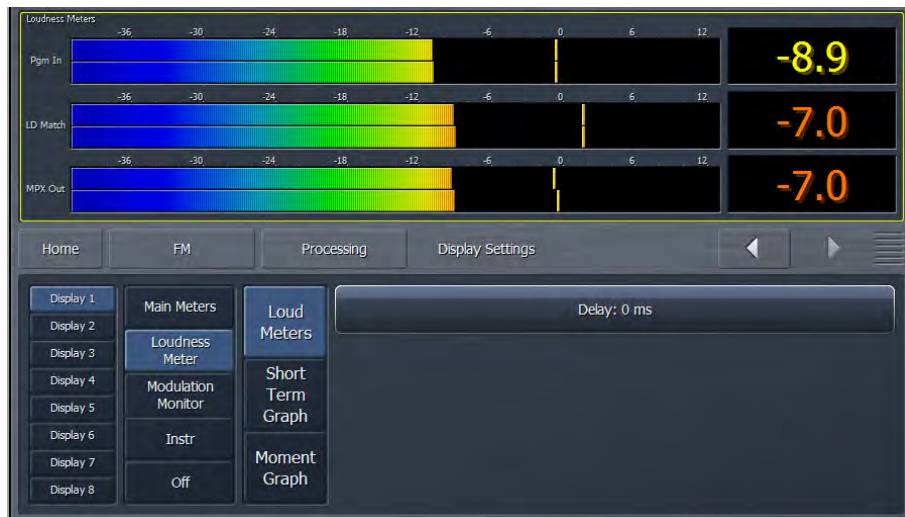 Loudness Meters
-36 -30 -24 -18 -12 -6 0 6 12
Pgm In
-8.9
-36 -30 -24 -18 -12 -6 0 6 12
LD Match
-7.0
-36 -30 -24 -18 -12 -6 0 6 12
MPX Out
-7.0
Home FM Processing Display Settings
Display 1
Display 2
Display 3
Display 4
Display 5
Display 6
Display 7
Display 8
Main Meters
Loudness
Meter
Modulation
Monitor
Instr
Off
Loud
Meters
Short
Term
Graph
Moment
Graph
Delay: 0 ms